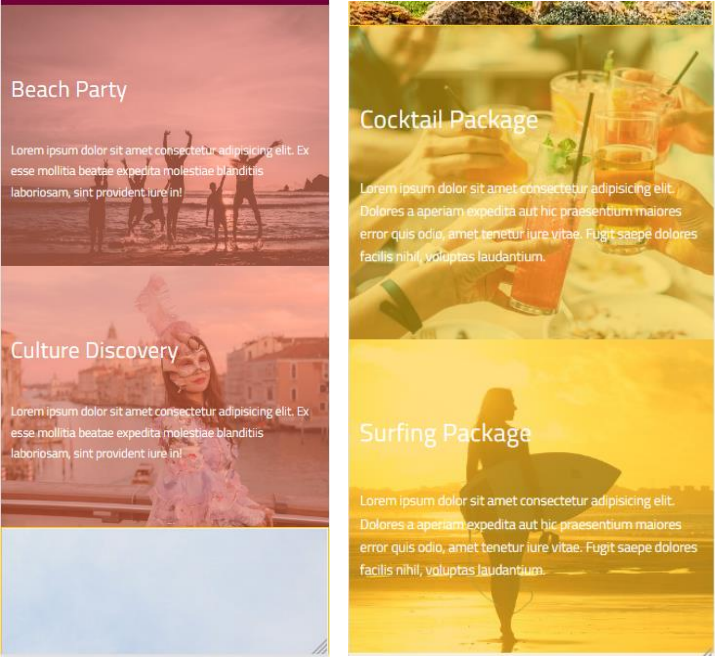 Beach Party
Lorem ipsum dolor sit amet consectetur adipisicing elit. Ex
esse mollitia beatae expedita molestiae blanditiis
laboriosam, sint provident iure in!
Culture Discovery
Lorem ipsum dolor sit amet consectetur adipisicing elit. Ex
esse mollitia beatae expedita molestiae blanditiis
laboriosam, sint provident iure in!
Cocktail Package
Lorem ipsum dolor sit amet consectetur adipisicing elit.
Dolores a aperiam expedita aut hic praesentium maiores
error quis odio, amet tenetur iure vitae. Fugit saepe dolores
facilis nihil, voluptas laudantium.
Surfing Package
Lorem ipsum dolor sit amet consectetur adipisicing elit.
Dolores a aperiam expedita aut hic praesentium maiores
error quis odio, amet tenetur iure vitae. Fugit saepe dolores
facilis nihil, voluptas laudantium.